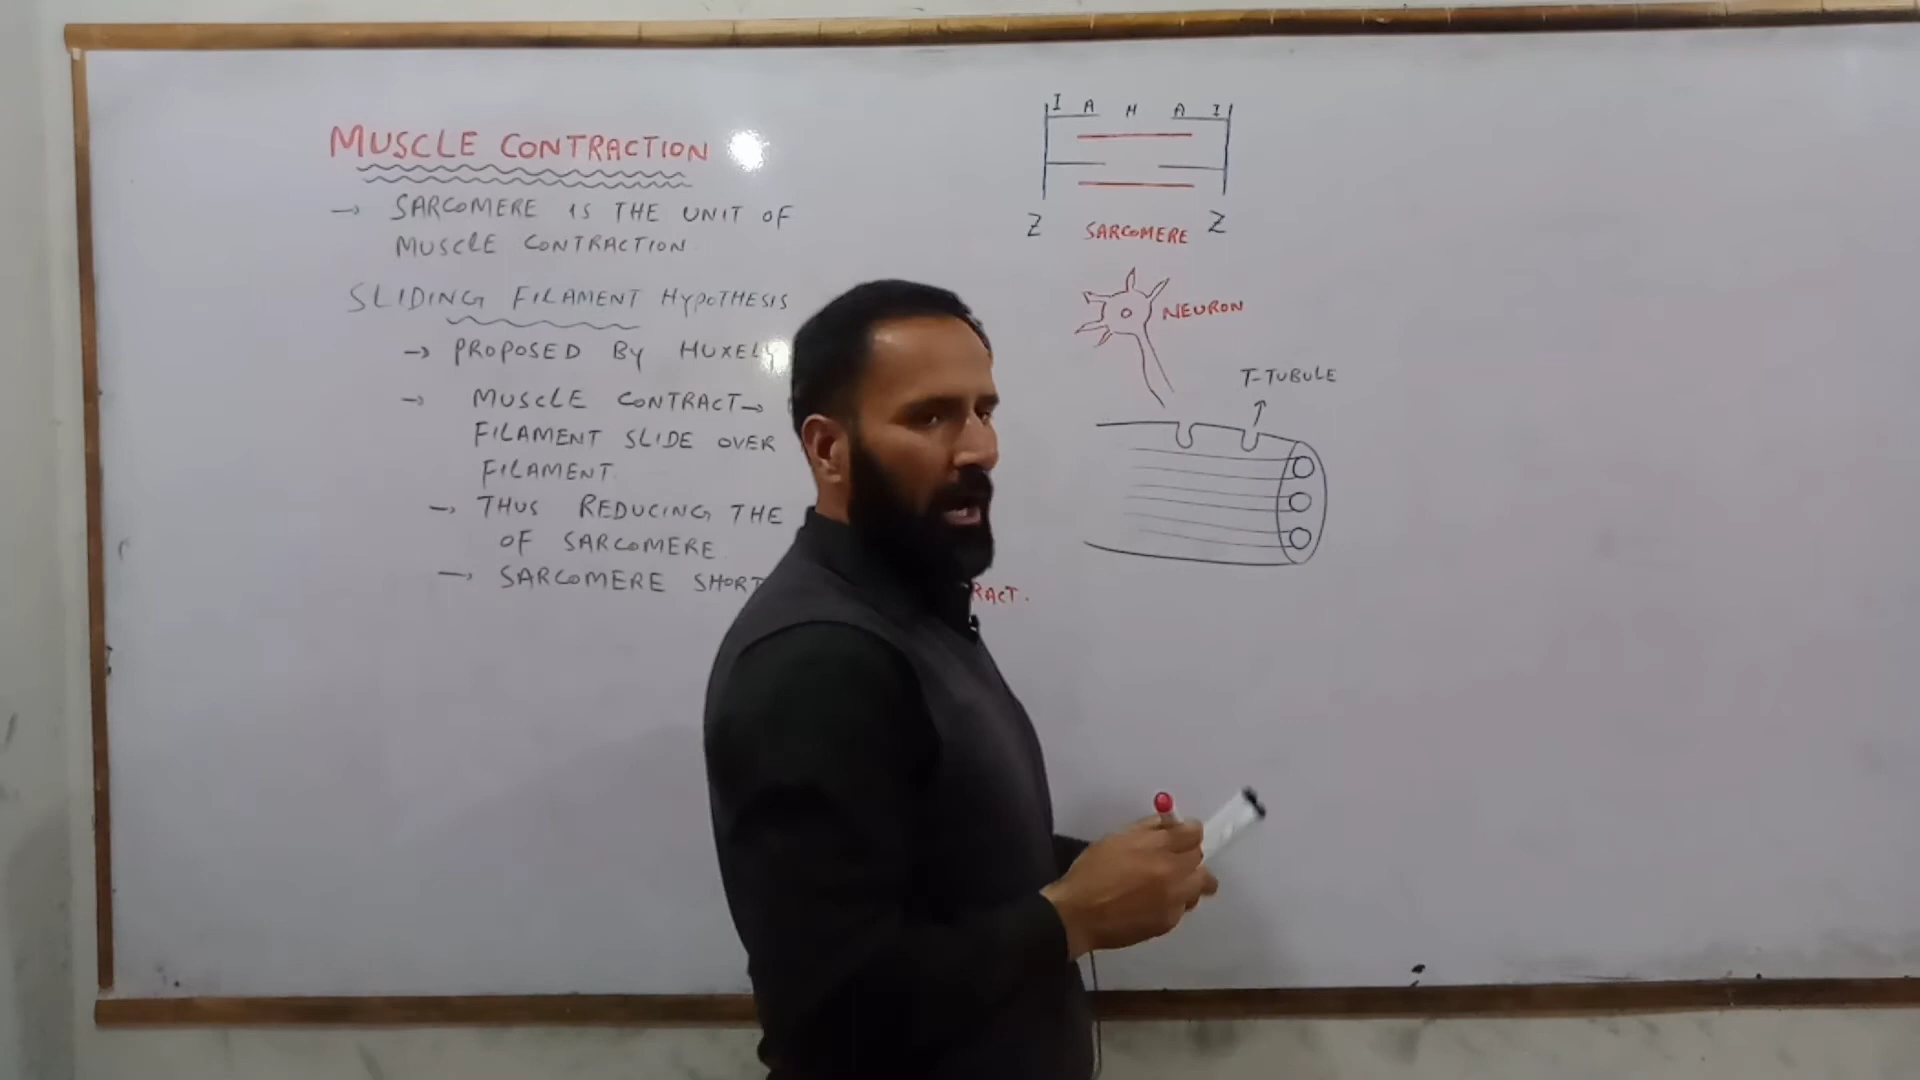 MUSCLE CONTRACTION
→ SARCOMERE IS THE UNIT OF
MUSCLE CONTRACTION
SLIDING FILAMENT HYPOTHESIS
→ PROPOSED BY HUXELY
→ MUSCLE CONTRACT →
FILAMENT SLIDE OVER
FILAMENT.
→ THUS REDUCING THE
OF SARCOMERE
→ SARCOMERE SHORT RACT.
I A H A I
Z SARCOMERE Z
NEURON
T-TUBULE